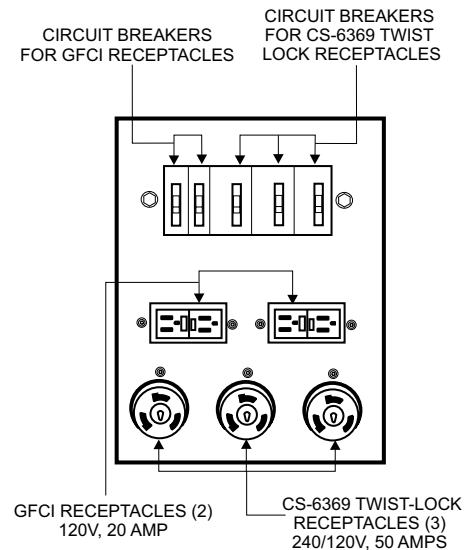 CIRCUIT BREAKERS
FOR GFCI RECEPTACLES
CIRCUIT BREAKERS
FOR CS-6369 TWIST
LOCK RECEPTACLES
GFCI RECEPTACLES (2)
120V, 20 AMP
CS-6369 TWIST-LOCK
RECEPTACLES (3)
240/120V, 50 AMPS